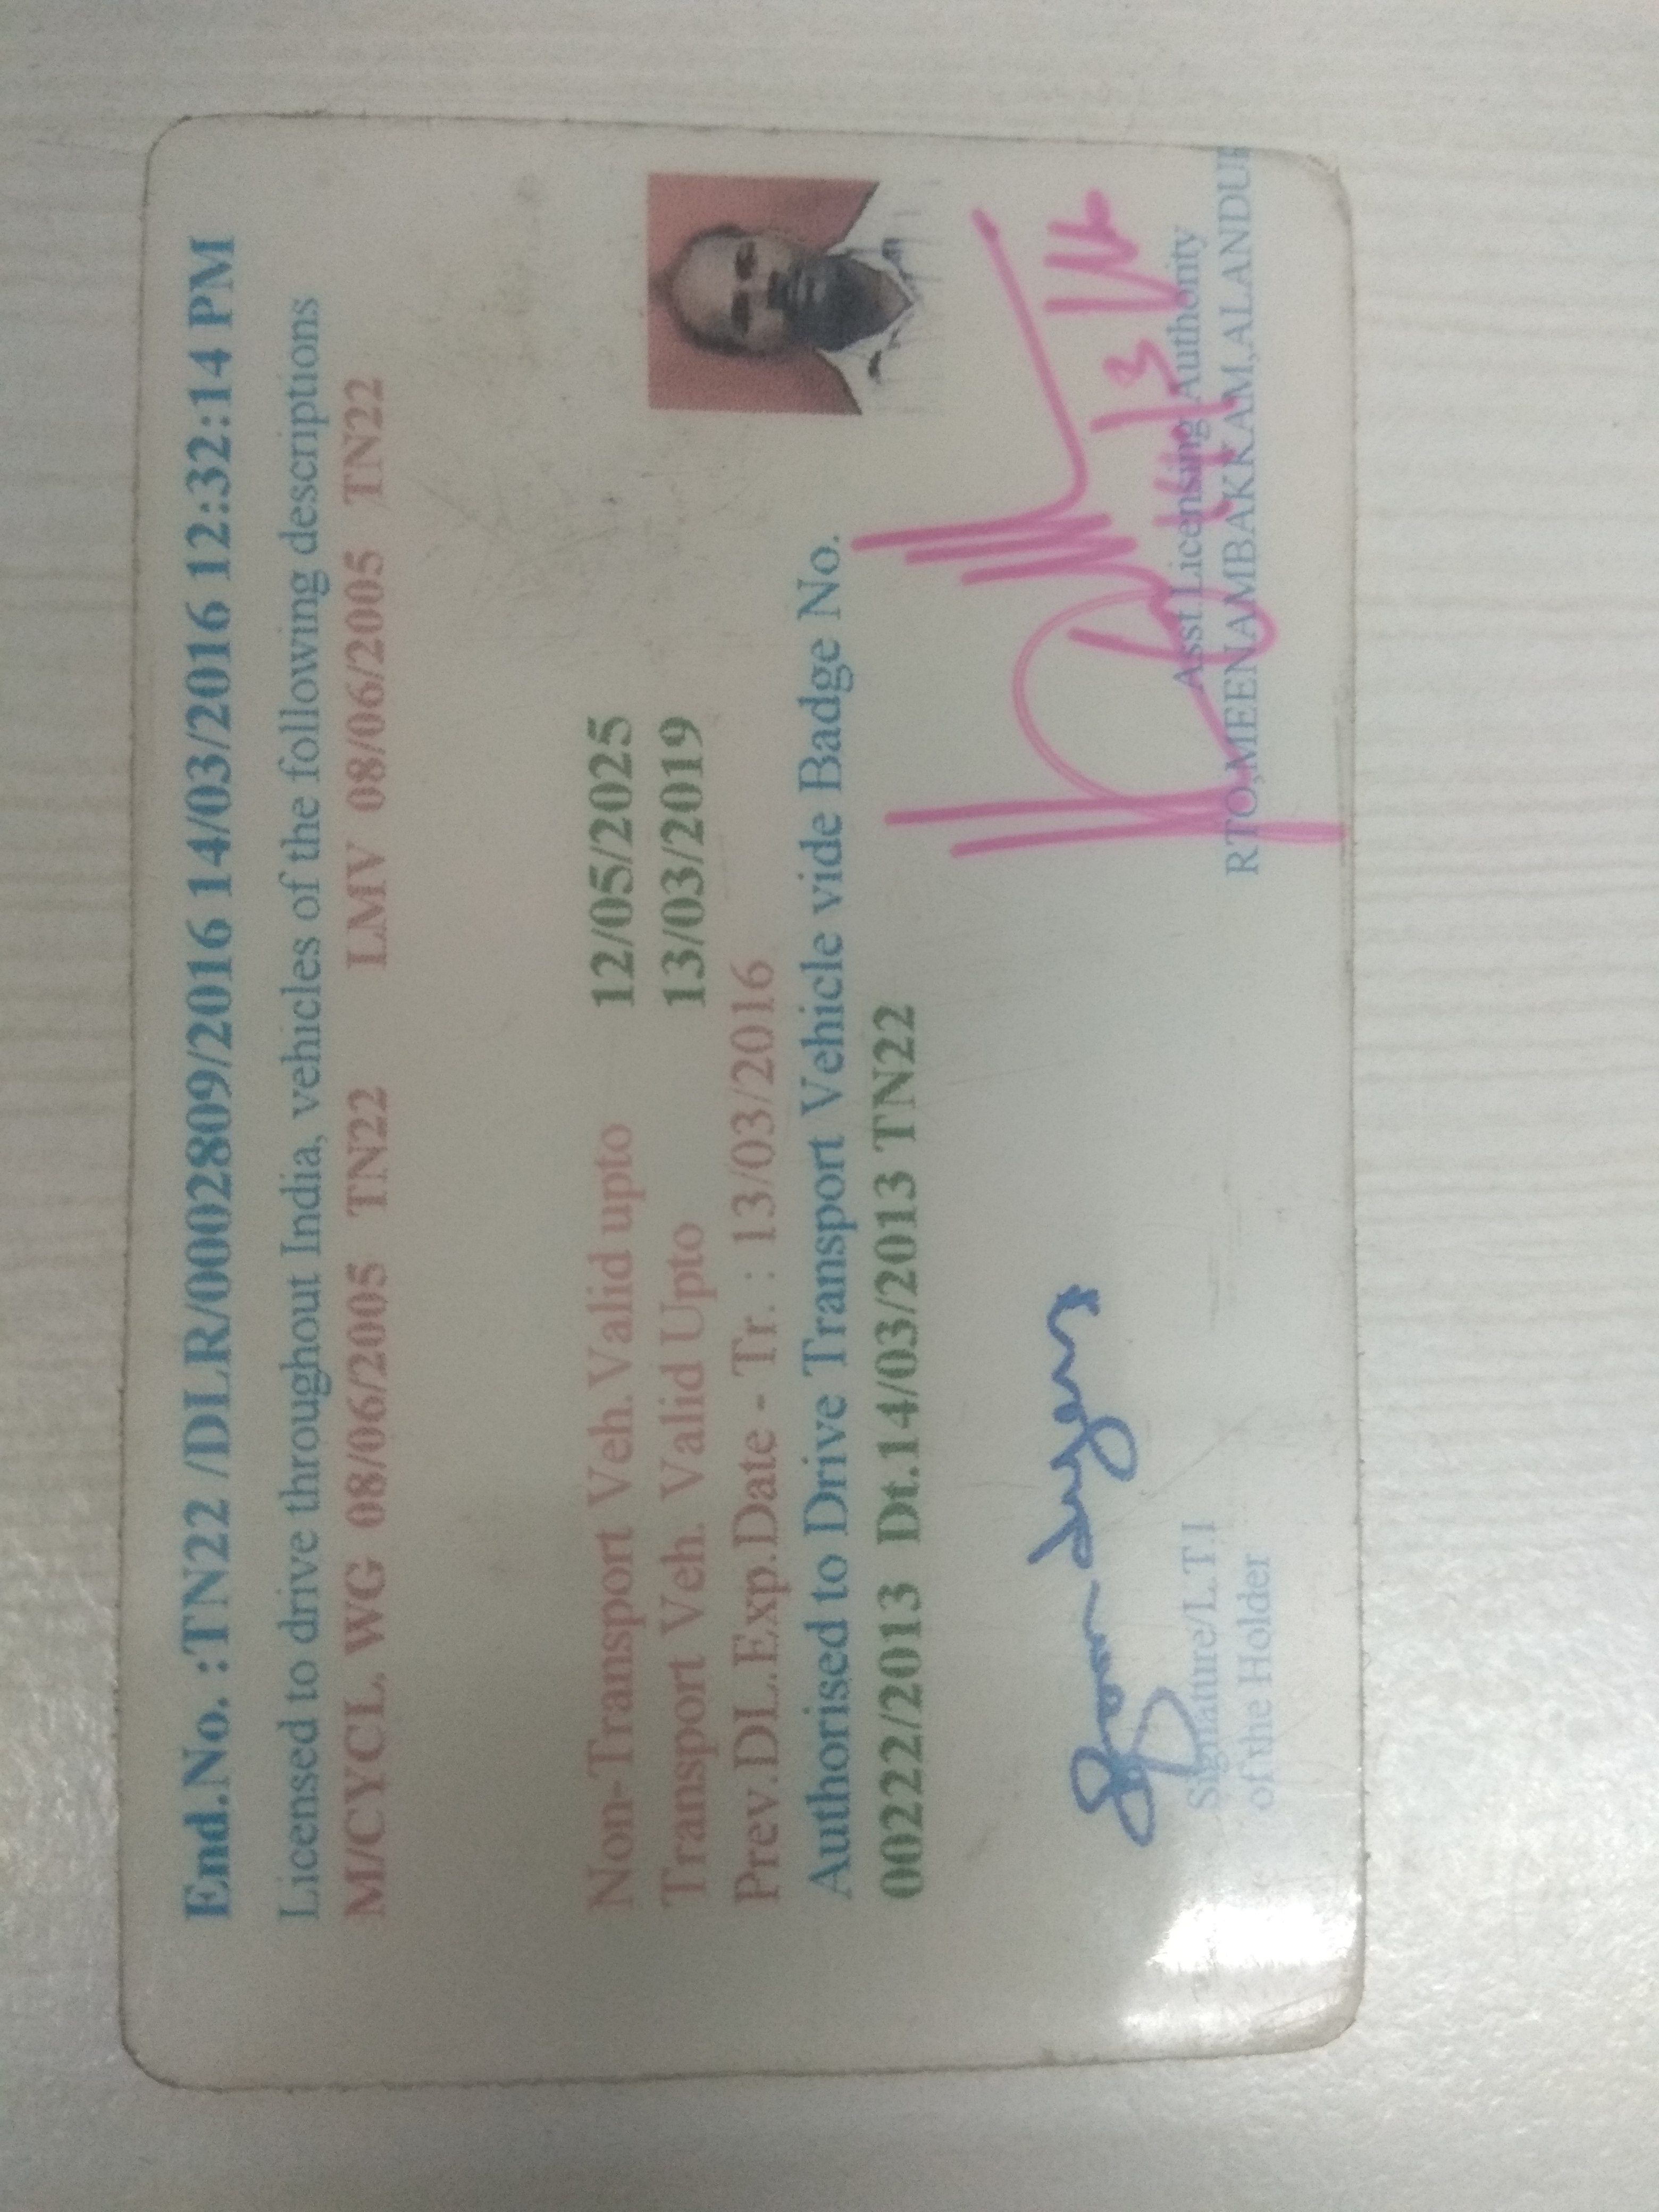 End.No. :TN22 /DLR/0002809/2016 14/03/2016 12:32:14 PM
Licensed to drive throughout India, vehicles of the following descriptions
M/CYCL. WG 08/06/2005 TN22 LMV 08/06/2005 TN22
Non-Transport Veh. Valid upto 12/05/2025
Transport Veh. Valid Upto 13/03/2019
Prev.DL.Exp.Date - Tr. : 13/03/2016
Authorised to Drive Transport Vehicle vide Badge No.
00222/2013 Dt.14/03/2013 TN22
Signature/L.T.I
of the Holder
Asst Licensing Authority
RTO,MEENAMBAKKAM,ALANDUR